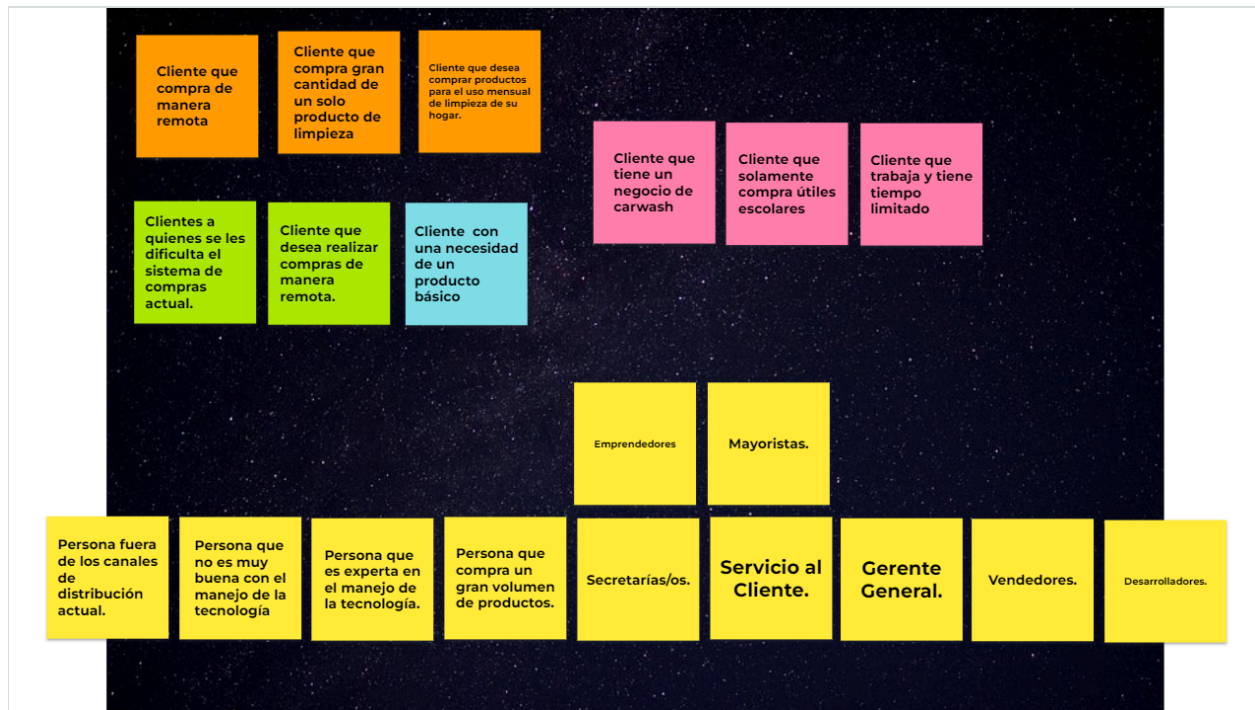 Cliente que
compra de
manera
remota
Cliente que
compra gran
cantidad de
un solo
producto de
limpieza
Cliente que desea
comprar productos
para el uso mensual
de limpieza de su
hogar.
Cliente que
tiene un
negocio de
carwash
Cliente que
solamente
compra útiles
escolares
Cliente que
trabaja y tiene
tiempo
limitado
Clientes a
quienes se les
dificulta el
sistema de
compras
actual.
Cliente que
desea realizar
compras de
manera
remota.
Cliente con
una necesidad
de un
producto
básico
Emprendedores
Mayoristas.
Persona fuera
de los canales
de
distribución
actual.
Persona que
no es muy
buena con el
manejo de la
tecnología
Persona que
es experta en
el manejo de
la tecnología.
Persona que
compra un
gran volumen
de productos.
Secretarías/os.
Servicio al
Cliente.
Gerente
General.
Vendedores.
Desarrolladores.